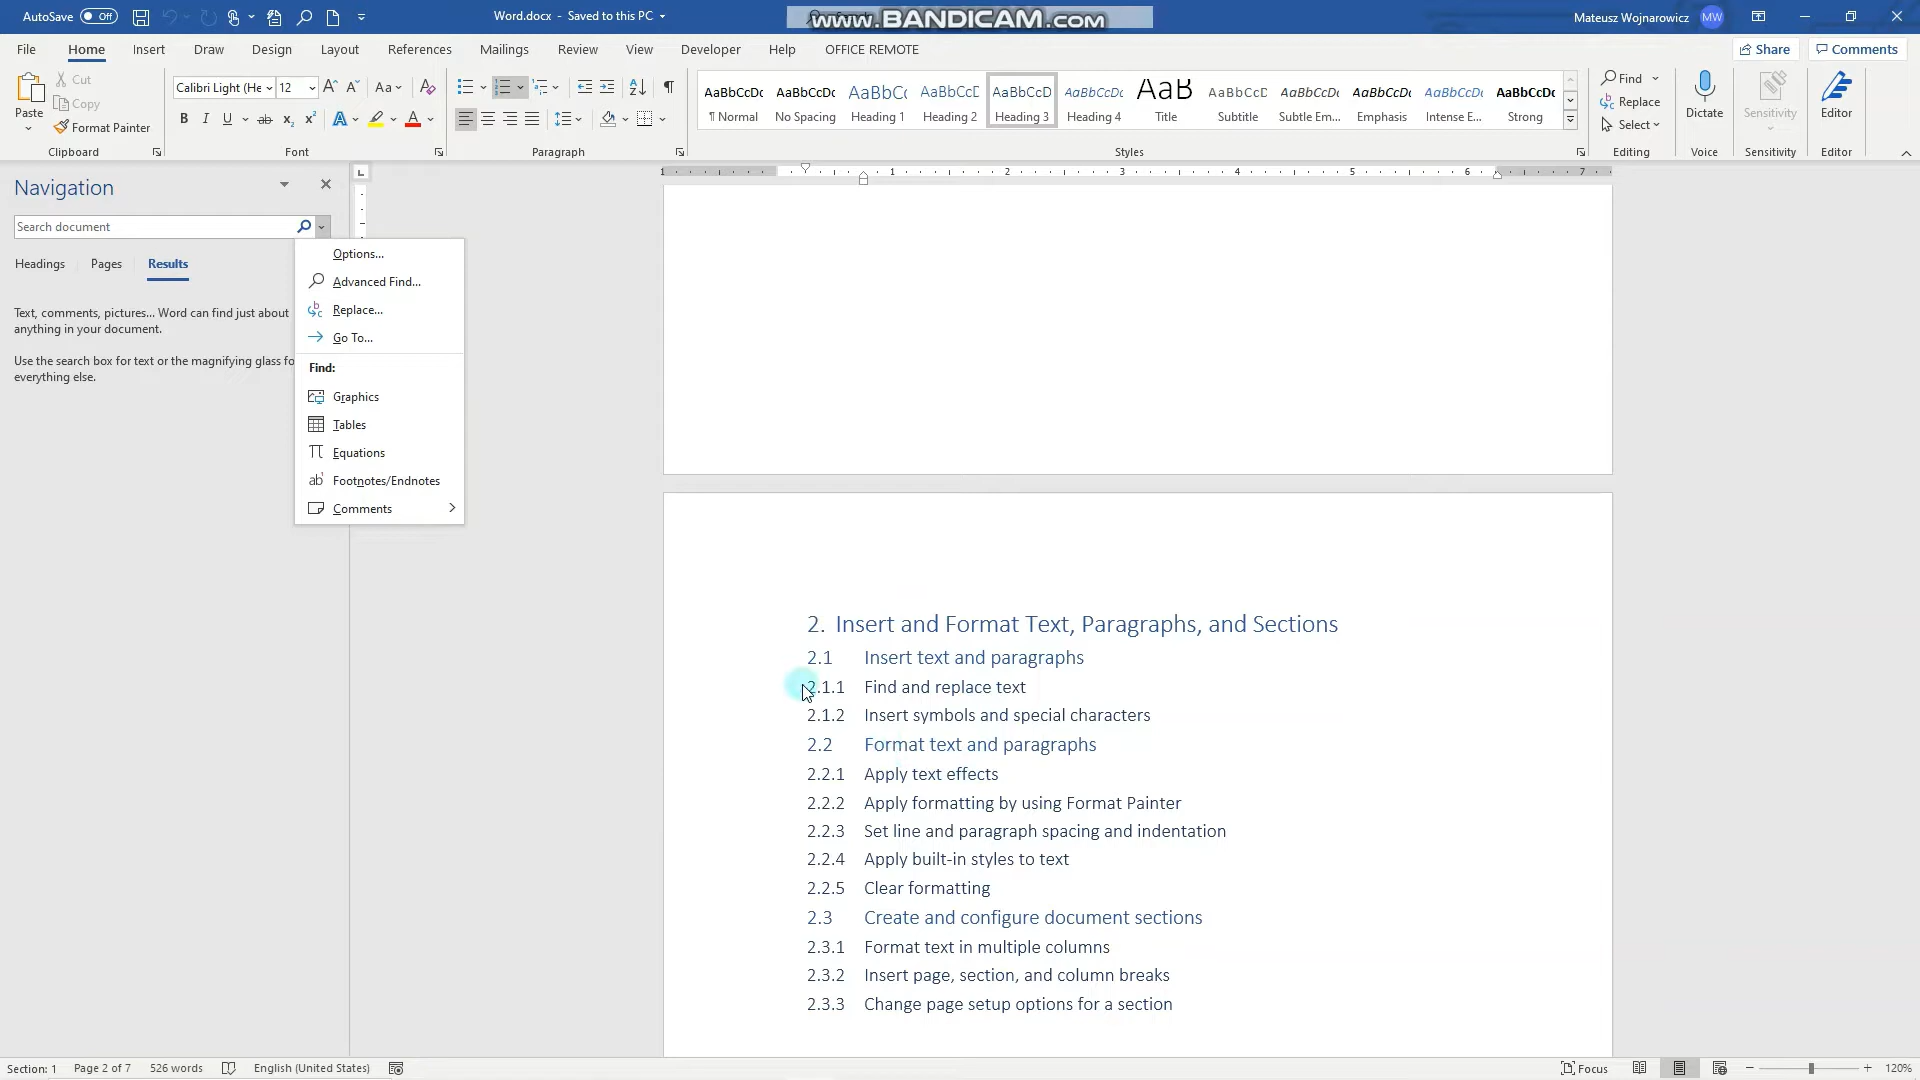 AutoSave Off Word.docx - Saved to this PC www.BANDICAM.com Mateusz Wojnarowicz MW
File Home Insert Draw Design Layout References Mailings Review View Developer Help OFFICE REMOTE Share Comments
Paste
Cut
Copy
Format Painter
Clipboard
Calibri Light (He 12
Font
Paragraph
AaBbCcDc AaBbCcDc AaBbCc AaBbCcC AaBbCcD AaBbCcDc AaB AaBbCcD AaBbCcDc AaBbCcDc AaBbCcDc AaBbCcDc
¶ Normal No Spacing Heading 1 Heading 2 Heading 3 Heading 4 Title Subtitle Subtle Em... Emphasis Intense E... Strong
Styles
Find
Replace
Select
Editing
Dictate
Voice
Sensitivity
Sensitivity
Editor
Editor
1 1 2 3 4 5 6 7
Navigation
Search document
Headings Pages Results
Text, comments, pictures... Word can find just about
anything in your document.
Use the search box for text or the magnifying glass fo
everything else.
Options...
Advanced Find...
Replace...
Go To...
Find:
Graphics
Tables
Equations
Footnotes/Endnotes
Comments
2. Insert and Format Text, Paragraphs, and Sections
2.1 Insert text and paragraphs
2.1.1 Find and replace text
2.1.2 Insert symbols and special characters
2.2 Format text and paragraphs
2.2.1 Apply text effects
2.2.2 Apply formatting by using Format Painter
2.2.3 Set line and paragraph spacing and indentation
2.2.4 Apply built-in styles to text
2.2.5 Clear formatting
2.3 Create and configure document sections
2.3.1 Format text in multiple columns
2.3.2 Insert page, section, and column breaks
2.3.3 Change page setup options for a section
Section: 1 Page 2 of 7 526 words English (United States) Focus 120%